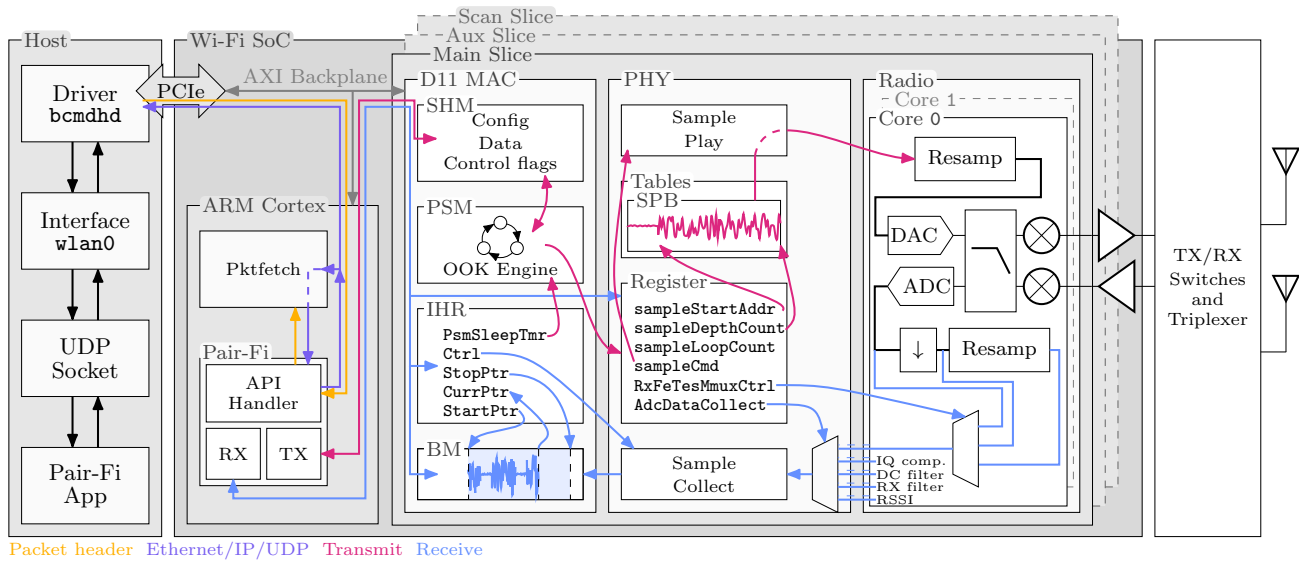 Scan Slice
Aux Slice
Main Slice
Host
Wi-Fi SoC
Driver
bcmdhd
PCIe
AXI Backplane
Interface
wlan0
UDP
Socket
Pair-Fi
App
ARM Cortex
Pktfetch
Pair-Fi
API
Handler
RX
TX
D11 MAC
SHM
Config
Data
Control flags
PSM
OOK Engine
IHR
PsmSleepTmr
Ctrl
StopPtr
CurrPtr
StartPtr
BM
PHY
Sample
Play
Tables
SPB
Register
sampleStartAddr
sampleDepthCount
sampleLoopCount
sampleCmd
RxFeTesMmuxCtrl
AdcDataCollect
Sample
Collect
Radio
Core 1
Core 0
Resamp
DAC
ADC
↓
Resamp
IQ comp.
DC filter
RX filter
RSSI
TX/RX
Switches
and
Triplexer
Packet header Ethernet/IP/UDP Transmit Receive